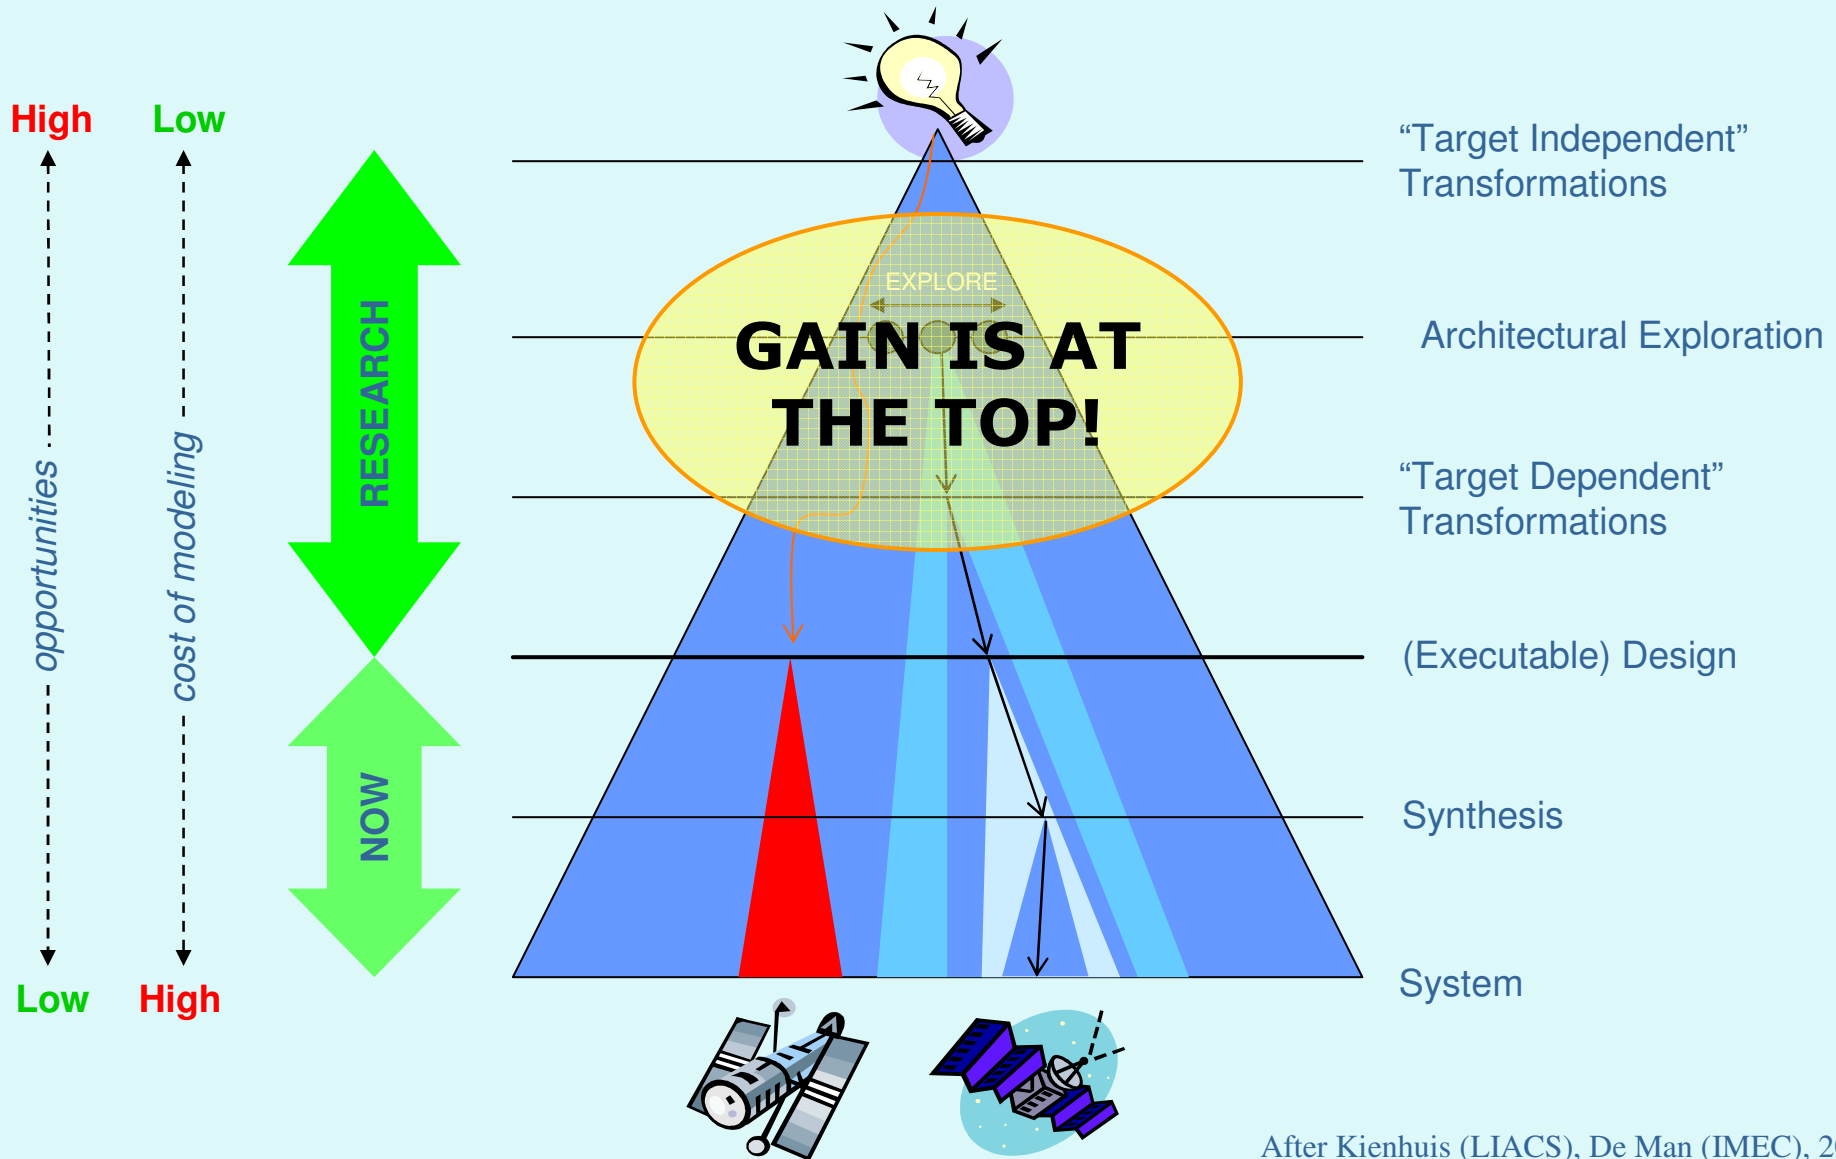 High
Low
“Target Independent”
Transformations
EXPLORE
RESEARCH
GAIN IS AT
THE TOP!
Architectural Exploration
opportunities
cost of modeling
“Target Dependent”
Transformations
(Executable) Design
NOW
Synthesis
Low
High
System
After Kienhuis (LIACS), De Man (IMEC),